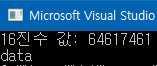 Microsoft Visual Studio
16진수 값: 64617461
data